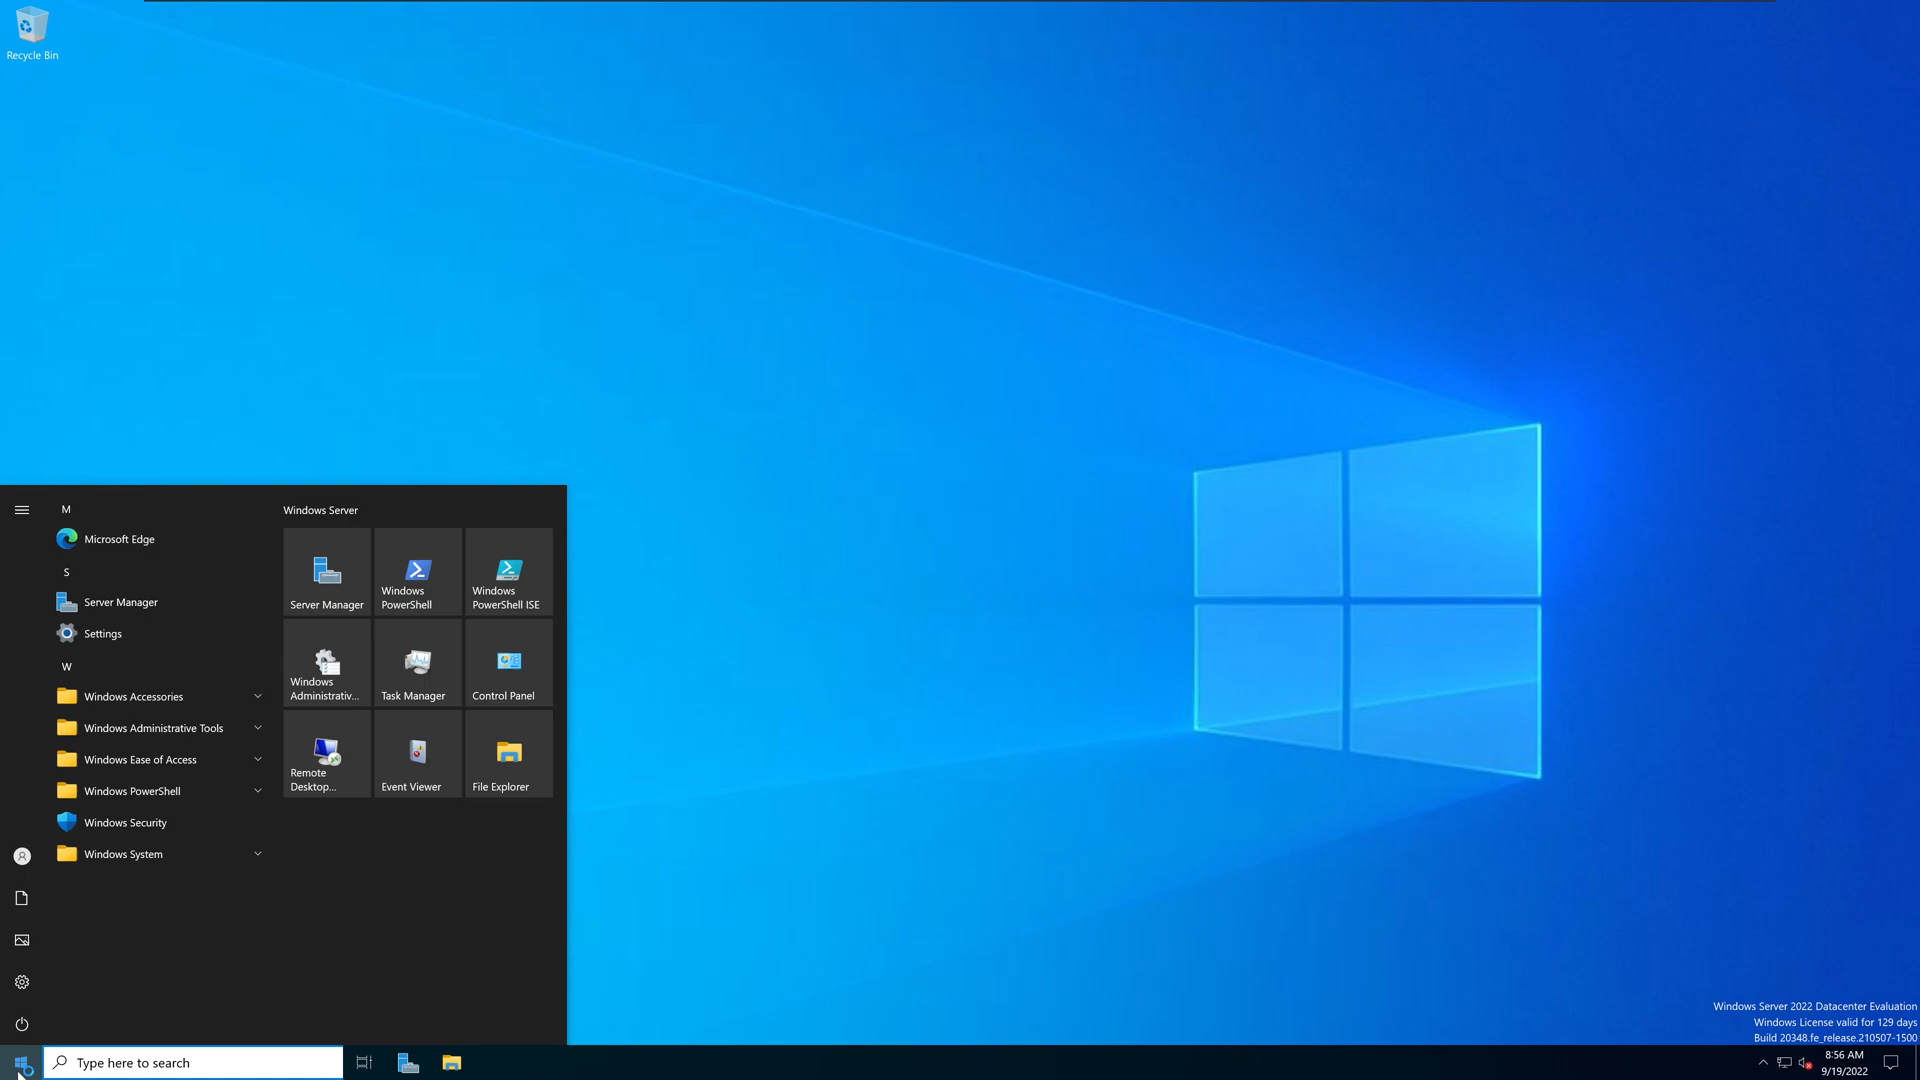 Recycle Bin
M
Microsoft Edge
S
Server Manager
Settings
W
Windows Accessories
Windows Administrative Tools
Windows Ease of Access
Windows PowerShell
Windows Security
Windows System
Windows Server
Server Manager
Windows
PowerShell
Windows
PowerShell ISE
Windows
Administrativ...
Task Manager
Control Panel
Remote
Desktop...
Event Viewer
File Explorer
Windows Server 2022 Datacenter Evaluation
Windows License valid for 129 days
Build 20348.fe_release.210507-1500
Type here to search
8:56 AM
9/19/2022